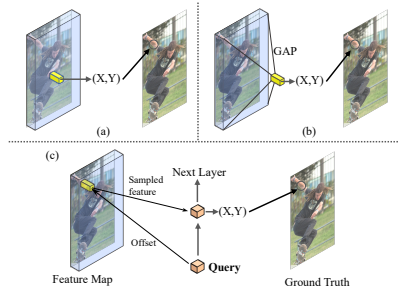 (X,Y)
(a)
GAP
(X,Y)
(b)
(c)
Next Layer
Sampled
feature
(X,Y)
Offset
Query
Feature Map
Ground Truth